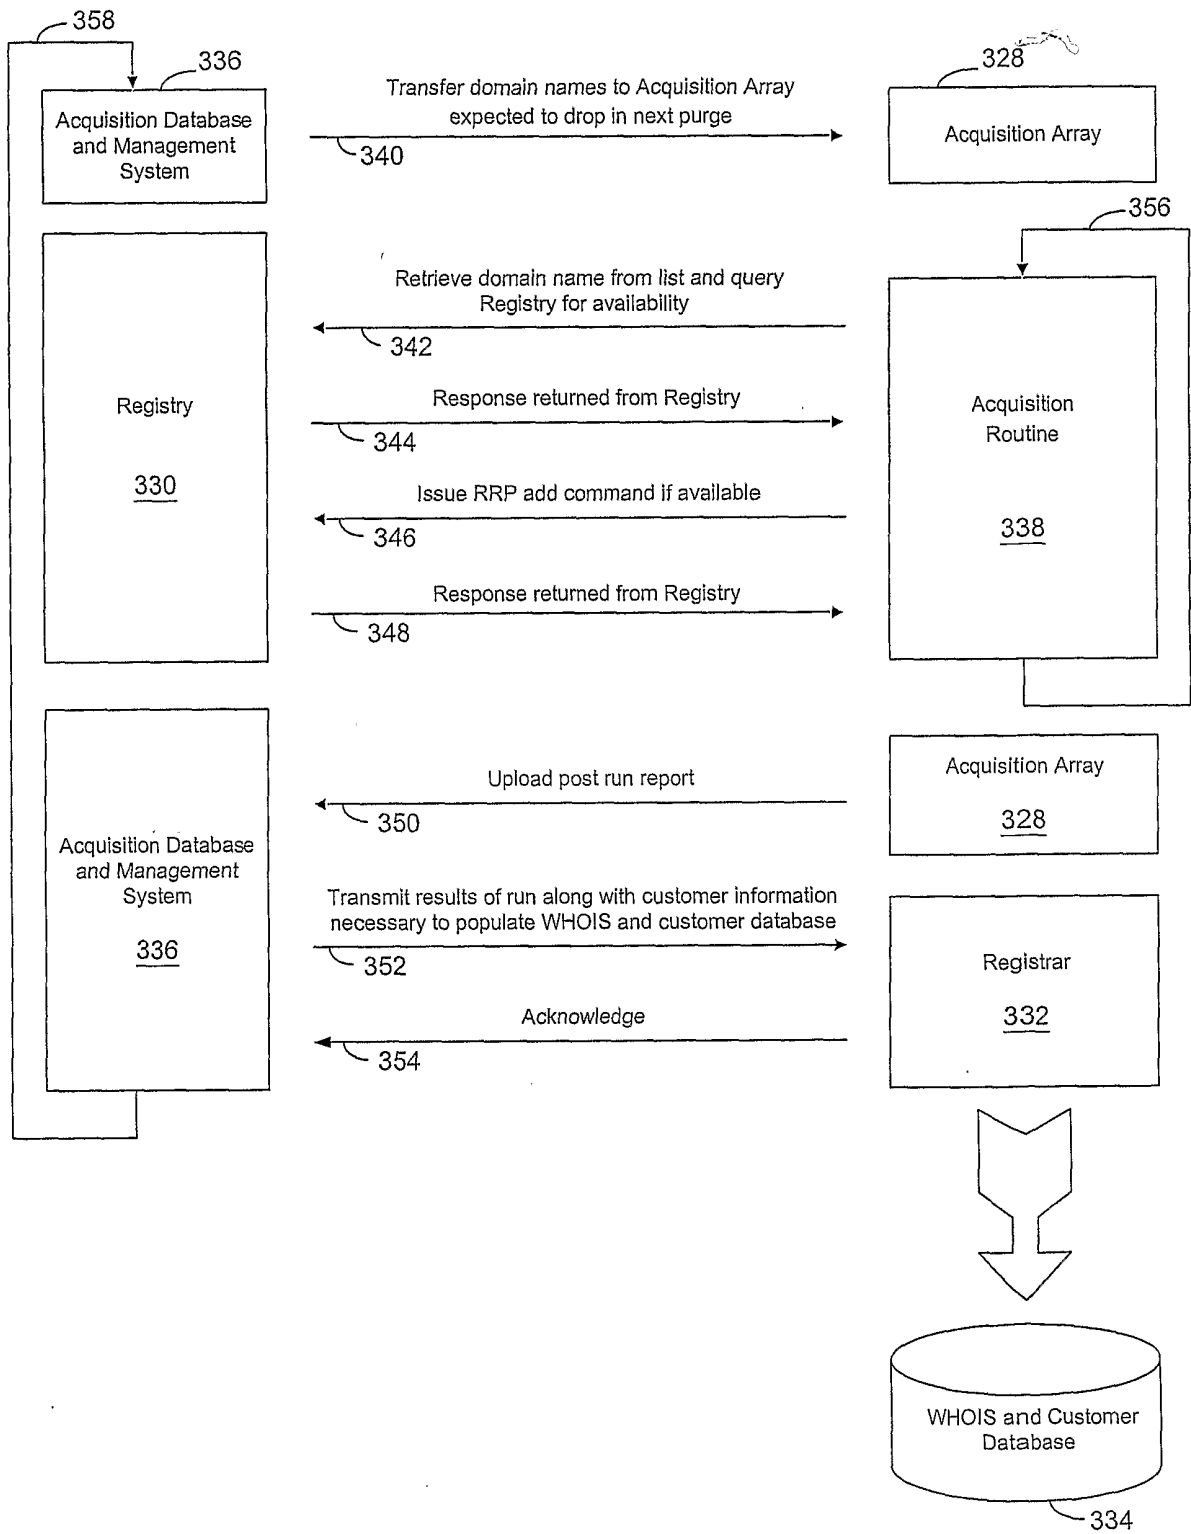 358
336
328
Acquisition Database
and Management
System
Transfer domain names to Acquisition Array
expected to drop in next purge
340
Acquisition Array
356
Registry
330
Retrieve domain name from list and query
Registry for availability
342
Response returned from Registry
344
Issue RRP add command if available
346
Response returned from Registry
348
Acquisition
Routine
338
Acquisition Array
328
Upload post run report
350
Acquisition Database
and Management
System
336
Transmit results of run along with customer information
necessary to populate WHOIS and customer database
352
Acknowledge
354
Registrar
332
WHOIS and Customer
Database
334